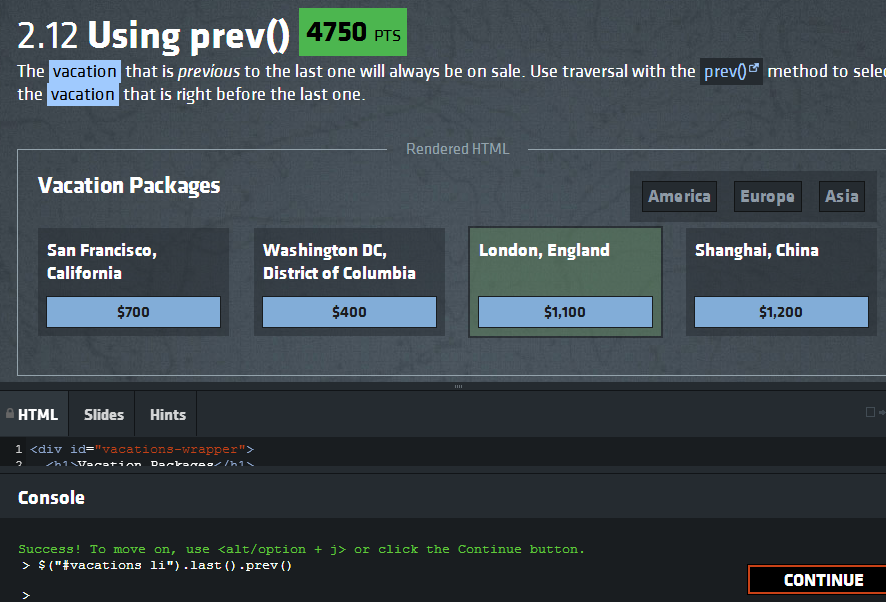 2.12 Using prev() 4750 PTS
The vacation that is previous to the last one will always be on sale. Use traversal with the prev() method to selec
the vacation that is right before the last one.
Rendered HTML
Vacation Packages
America Europe Asia
San Francisco,
California
$700
Washington DC,
District of Columbia
$400
London, England
$1,100
Shanghai, China
$1,200
HTML Slides Hints
1 <div id="vacations-wrapper">
2 <h1>Vacation Packages</h1>
Console
Success! To move on, use <alt/option + j> or click the Continue button.
> $("#vacations li").last().prev()
CONTINUE
>